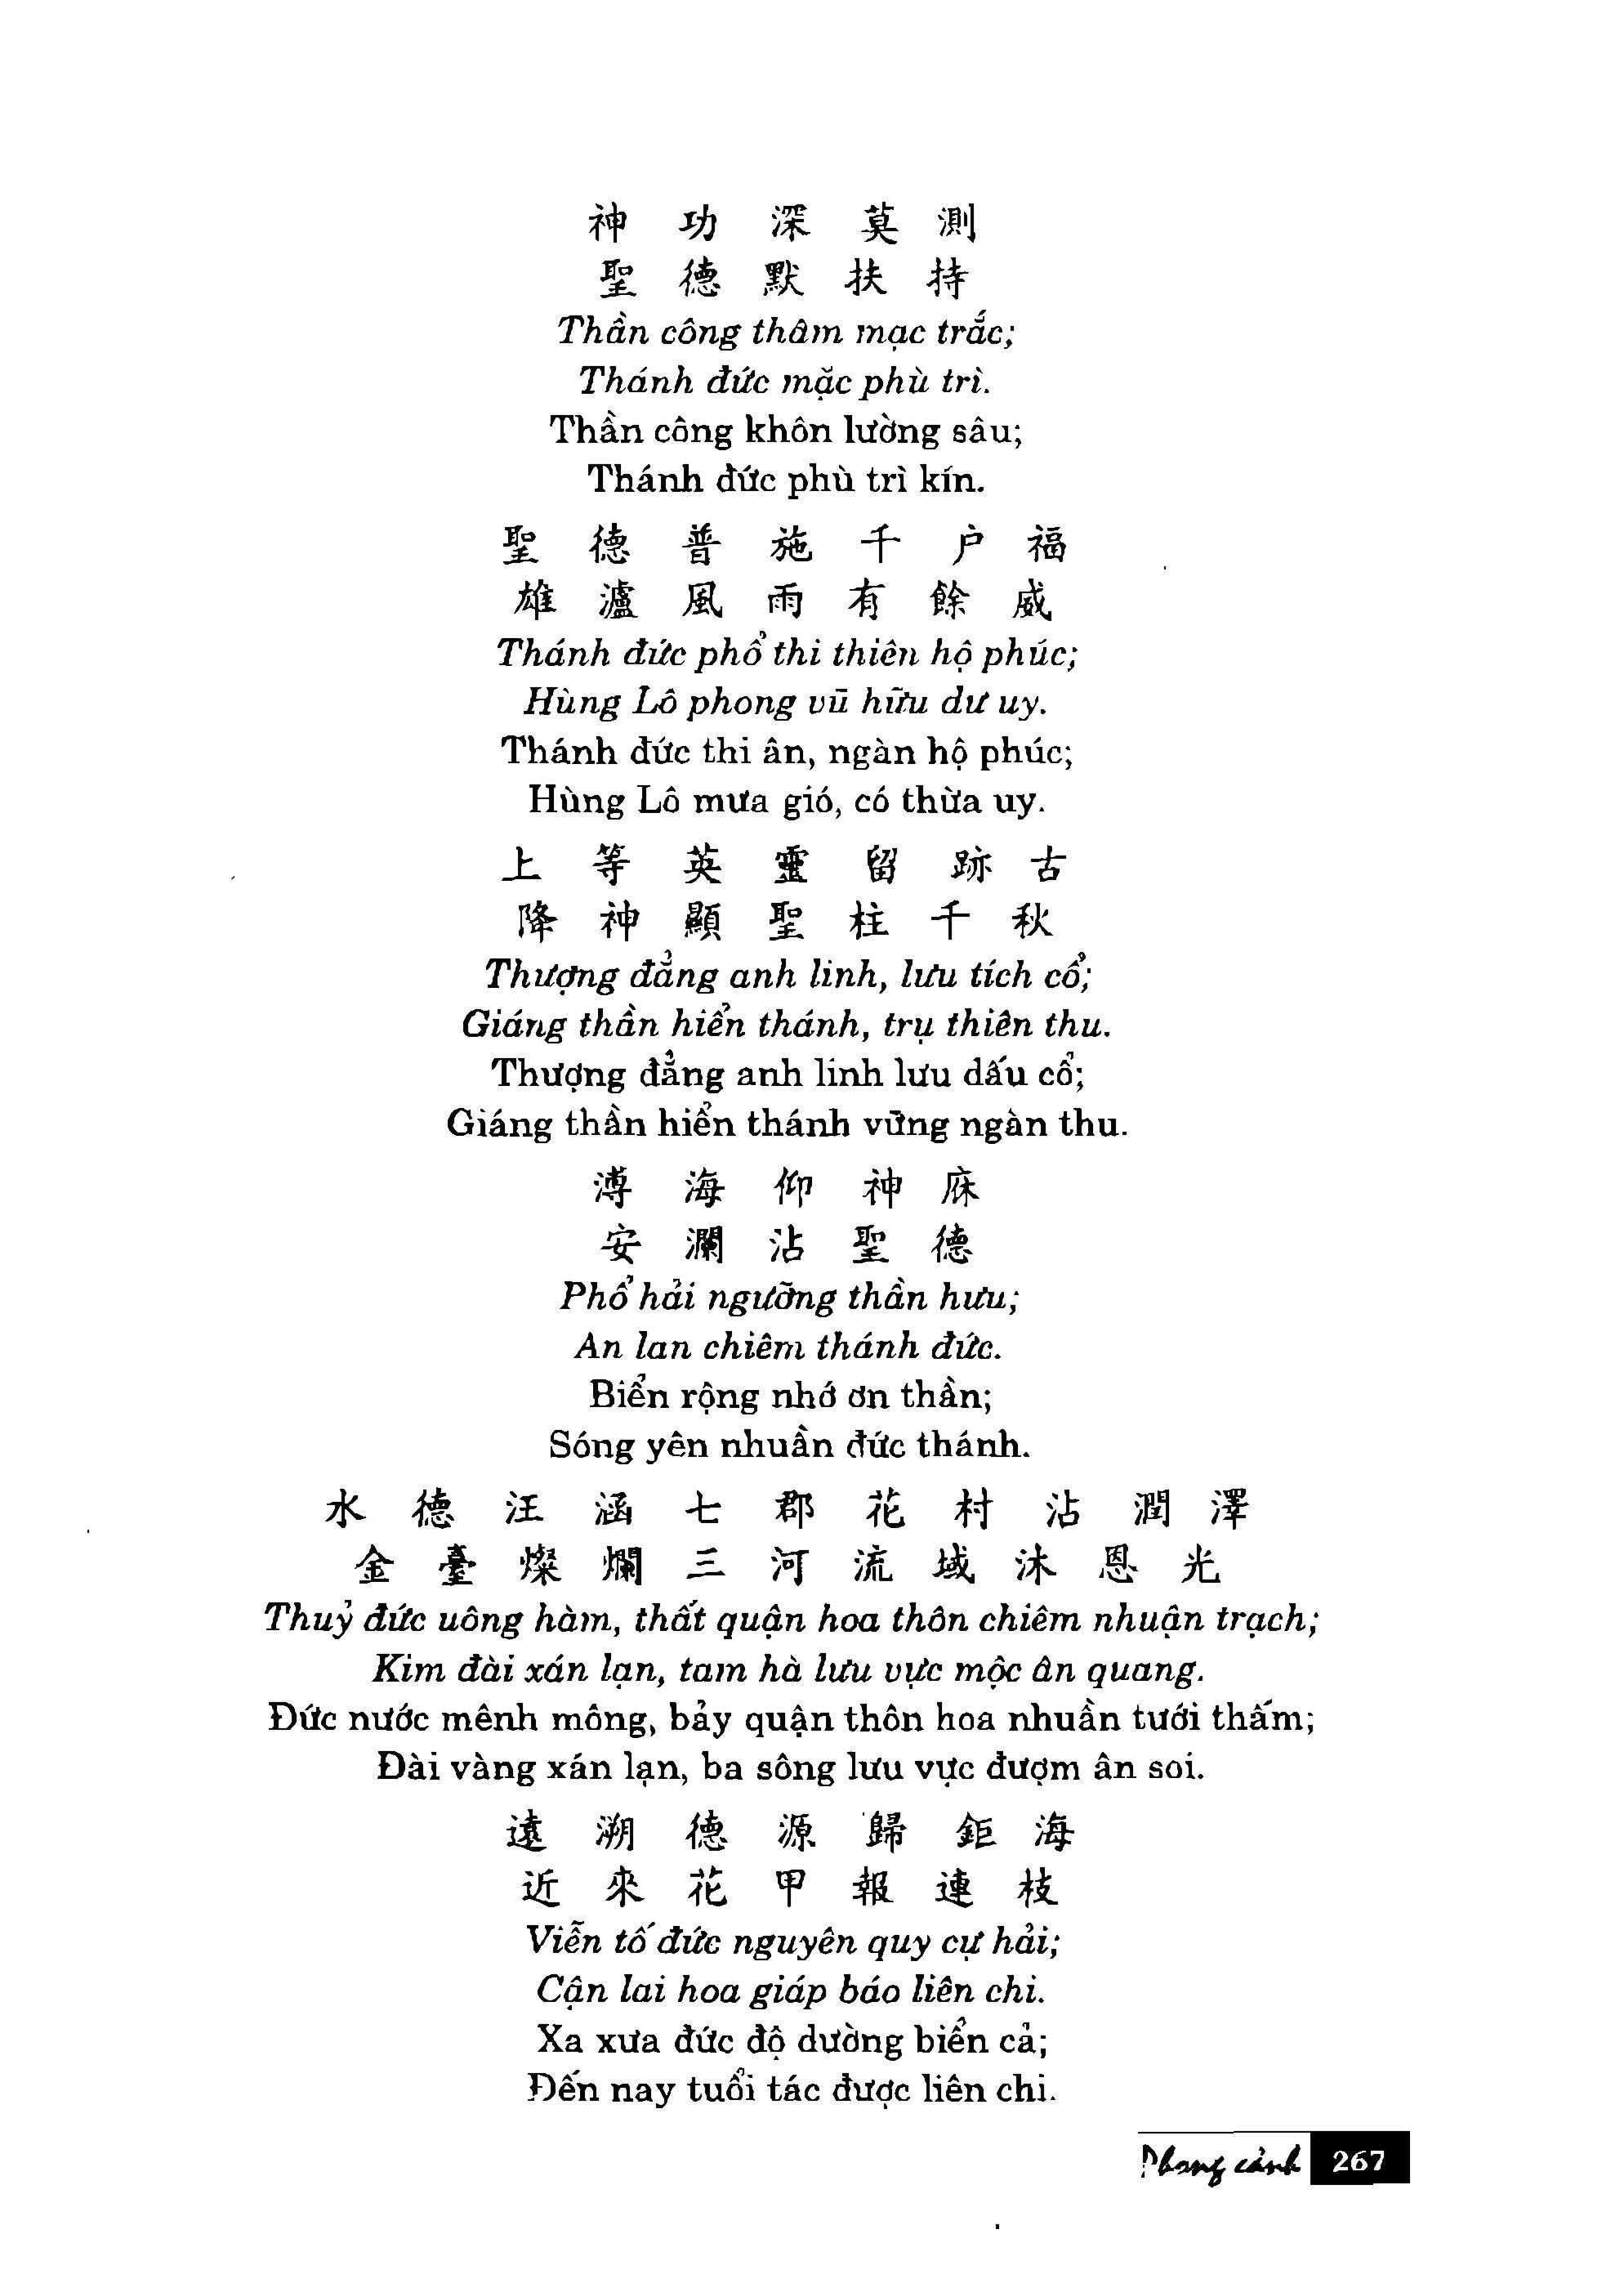 神功深莫測
聖德默扶持
Thần công thâm mạc trắc;
Thánh đức mặc phù trì.
Thần công khôn lường sâu;
Thánh đức phù trì kín.
聖德普施千户福
雄瀘風雨有餘威
Thánh đức phổ thi thiên hộ phúc;
Hùng Lô phong vũ hữu dư uy.
Thánh đức thi ân, ngàn hộ phúc;
Hùng Lô mưa gió, có thừa uy.
上等英靈留跡古
降神顯聖柱千秋
Thượng đẳng anh linh, lưu tích cổ;
Giáng thần hiển thánh, trụ thiên thu.
Thượng đẳng anh linh lưu dấu cổ;
Giáng thần hiển thánh vững ngàn thu.
溥海仰神庥
安瀾沾聖德
Phổ hải ngưỡng thần hưu;
An lan chiêm thánh đức.
Biển rộng nhớ ơn thần;
Sóng yên nhuần đức thánh.
水德汪涵七郡花村沾潤澤
金臺燦爛三河流域沐恩光
Thuỷ đức uông hàm, thất quận hoa thôn chiêm nhuận trạch;
Kim đài xán lạn, tam hà lưu vực mộc ân quang.
Đức nước mênh mông, bảy quận thôn hoa nhuần tưới thấm;
Đài vàng xán lạn, ba sông lưu vực đượm ân soi.
遠溯德源歸鉅海
近來花甲報連枝
Viễn tố đức nguyên quy cự hải;
Cận lai hoa giáp báo liên chi.
Xa xưa đức độ dường biển cả;
Đến nay tuổi tác được liên chi.
Phong cảnh 267